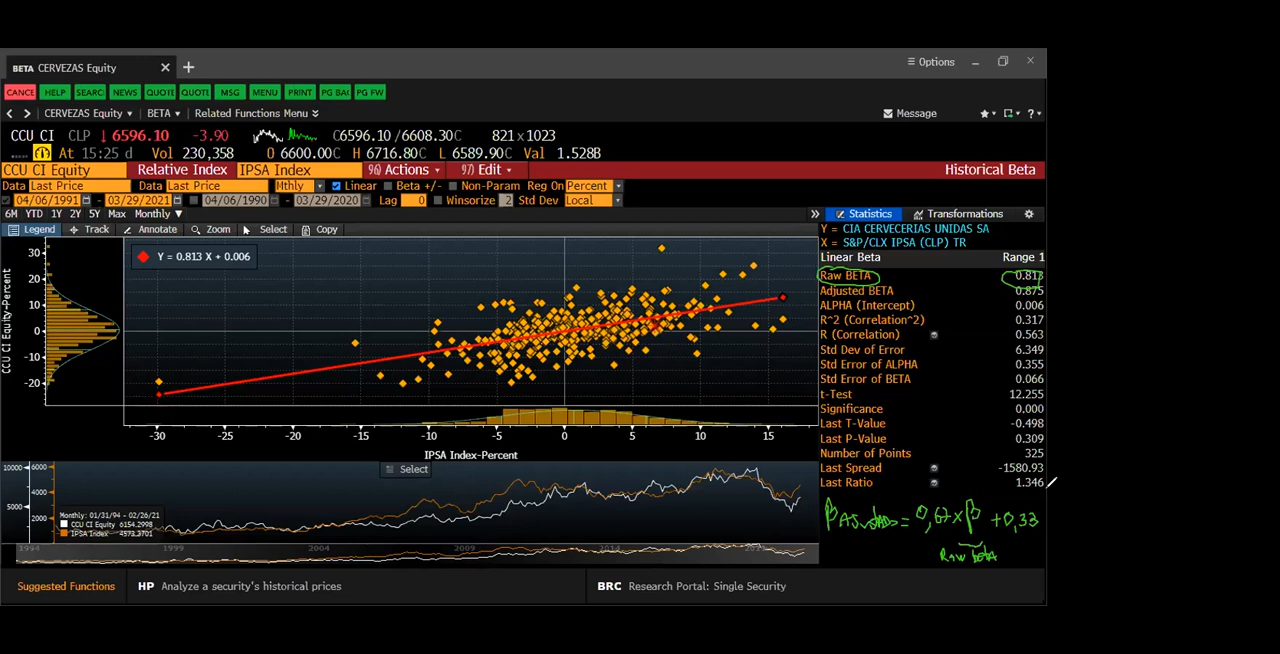 BETA CERVEZAS Equity
Options
CANCE HELP SEARC NEWS QUOTE QUOTI MSG MENU PRINT PG BAI PG FW
CERVEZAS Equity BETA Related Functions Menu Message
CCU CI CLP ↓ 6596.10 -3.90 C6596.10/6608.30C 821x1023
At 15:25 d Vol 230,358 O 6600.00C H 6716.80C L 6589.90C Val 1.528B
CCU CI Equity Relative Index IPSA Index 96) Actions 97) Edit Historical Beta
Data Last Price Data Last Price Mthly Linear Beta +/- Non-Param Reg On Percent
04/06/1991 - 03/29/2021 04/06/1990 - 03/29/2020 Lag 0 Winsorize 2 Std Dev Local
6M YTD 1Y 2Y 5Y Max Monthly ▼ » Statistics Transformations
Legend Track Annotate Zoom Select Copy
Y = CIA CERVECERIAS UNIDAS SA
X = S&P/CLX IPSA (CLP) TR
Linear Beta Range 1
Raw BETA 0.813
Adjusted BETA 0.875
ALPHA (Intercept) 0.006
R^2 (Correlation^2) 0.317
R (Correlation) 0.563
Std Dev of Error 6.349
Std Error of ALPHA 0.355
Std Error of BETA 0.066
t-Test 12.255
Significance 0.000
Last T-Value -0.498
Last P-Value 0.309
Number of Points 325
Last Spread -1580.93
Last Ratio 1.346
Y = 0.813 X + 0.006
CCU CI Equity-Percent
30
20
10
0
-10
-20
-30 -25 -20 -15 -10 -5 0 5 10 15
IPSA Index-Percent
Select
10000 6000
4000
5000
2000
Monthly: 01/31/94 - 02/26/21
CCU CI Equity 6154.2998
IPSA Index 4573.3701
1994 1999 2004 2009 2014
= 0,67 x β + 0,33
Raw beta
Suggested Functions HP Analyze a security's historical prices BRC Research Portal: Single Security